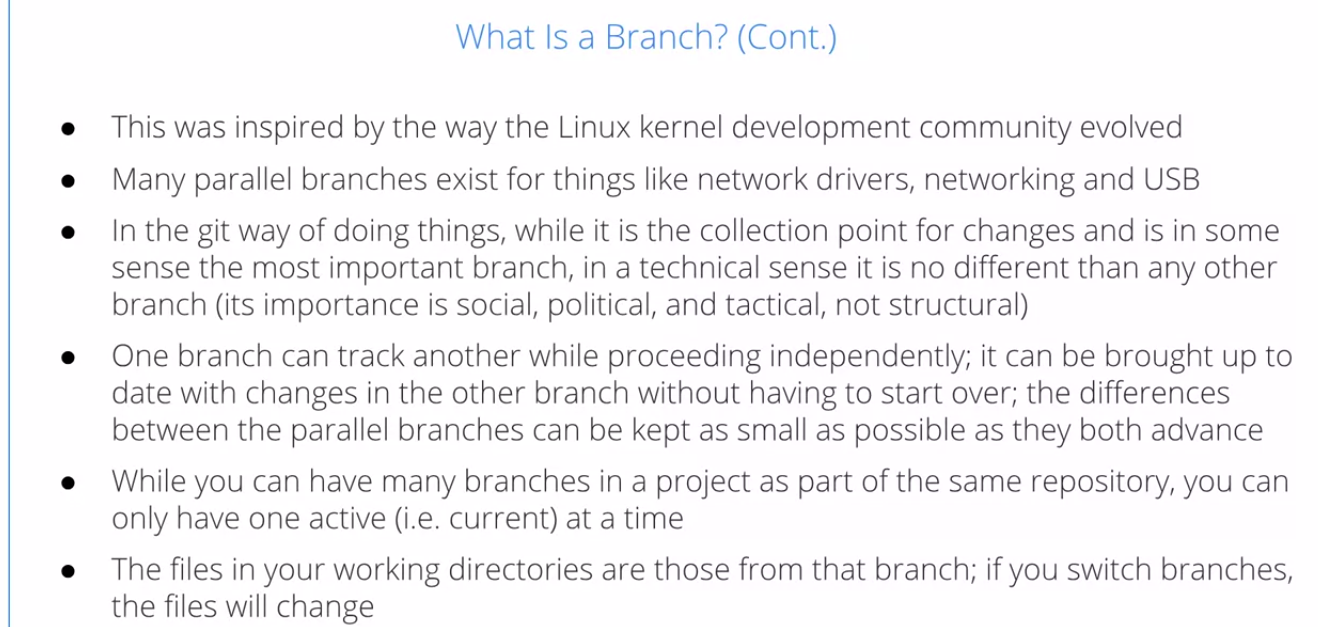 What Is a Branch? (Cont.)
● This was inspired by the way the Linux kernel development community evolved
● Many parallel branches exist for things like network drivers, networking and USB
● In the git way of doing things, while it is the collection point for changes and is in some
sense the most important branch, in a technical sense it is no different than any other
branch (its importance is social, political, and tactical, not structural)
● One branch can track another while proceeding independently; it can be brought up to
date with changes in the other branch without having to start over; the differences
between the parallel branches can be kept as small as possible as they both advance
● While you can have many branches in a project as part of the same repository, you can
only have one active (i.e. current) at a time
● The files in your working directories are those from that branch; if you switch branches,
the files will change